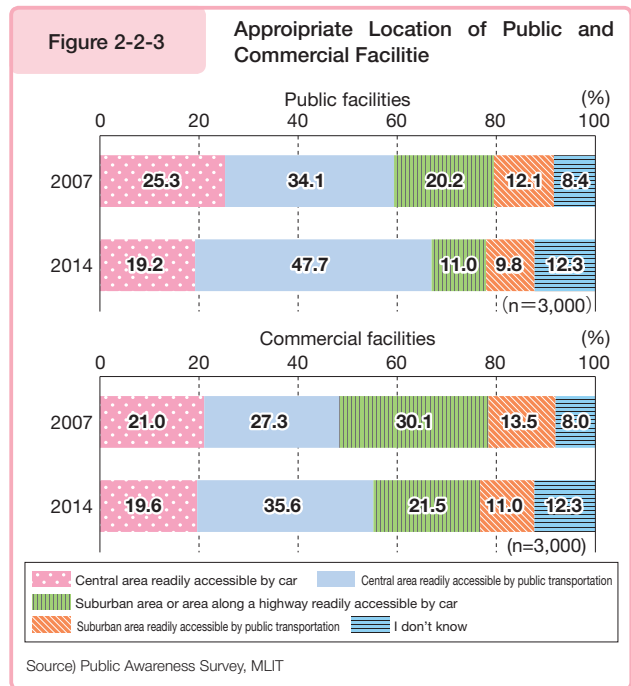 Figure 2-2-3
Approipriate Location of Public and
Commercial Facilitie
Public facilities
(%)
0 20 40 60 80 100
2007 25.3 34.1 20.2 12.1 8.4
2014 19.2 47.7 11.0 9.8 12.3
(n=3,000)
Commercial facilities
(%)
0 20 40 60 80 100
2007 21.0 27.3 30.1 13.5 8.0
2014 19.6 35.6 21.5 11.0 12.3
(n=3,000)
Central area readily accessible by car Central area readily accessible by public transportation
Suburban area or area along a highway readily accessible by car
Suburban area readily accessible by public transportation I don't know
Source) Public Awareness Survey, MLIT